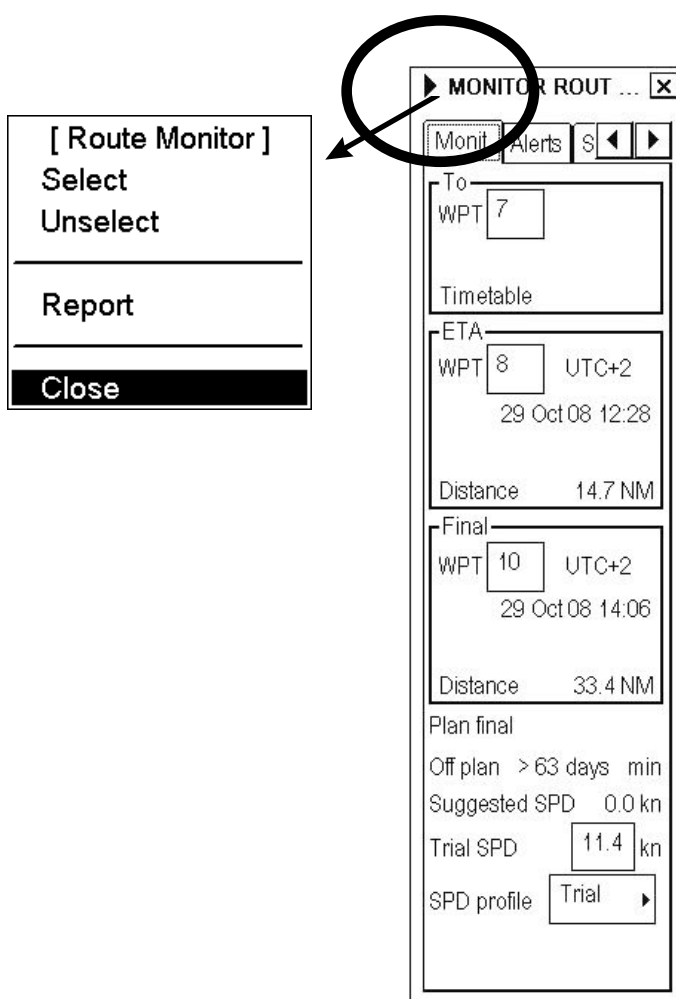 [ Route Monitor ]
Select
Unselect
Report
Close
MONITOR ROUT ...
Monit Alerts S
To
WPT 7
Timetable
ETA
WPT 8 UTC+2
29 Oct 08 12:28
Distance 14.7 NM
Final
WPT 10 UTC+2
29 Oct 08 14:06
Distance 33.4 NM
Plan final
Off plan > 63 days min
Suggested SPD 0.0 kn
Trial SPD 11.4 kn
SPD profile Trial